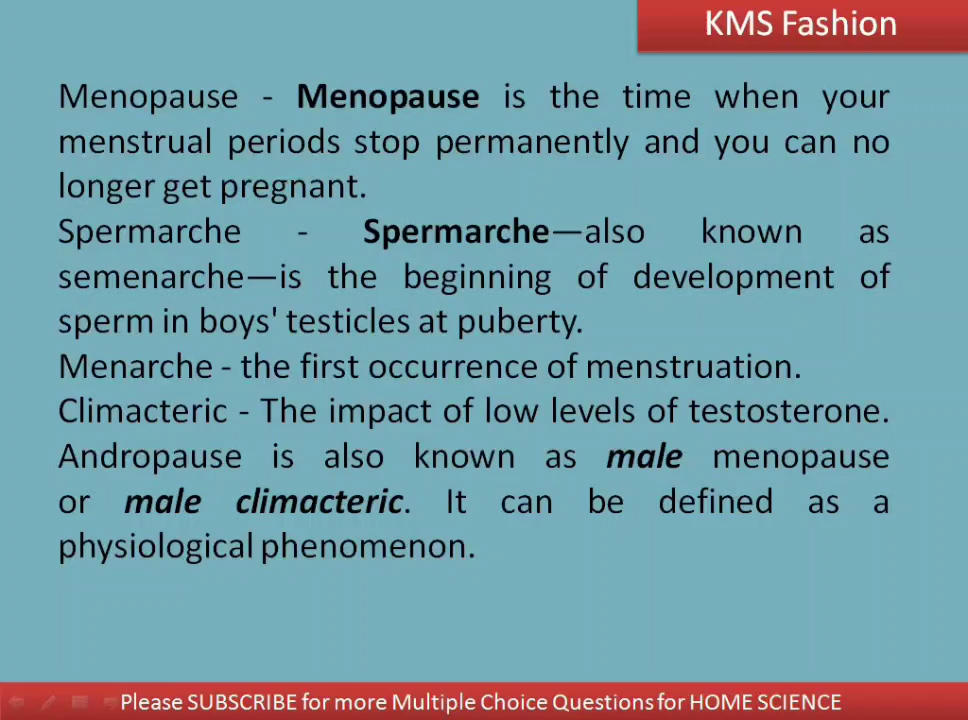 KMS Fashion
Menopause - Menopause is the time when your
menstrual periods stop permanently and you can no
longer get pregnant.
Spermarche - Spermarche—also known as
semenarche—is the beginning of development of
sperm in boys' testicles at puberty.
Menarche - the first occurrence of menstruation.
Climacteric - The impact of low levels of testosterone.
Andropause is also known as male menopause
or male climacteric. It can be defined as a
physiological phenomenon.
Please SUBSCRIBE for more Multiple Choice Questions for HOME SCIENCE